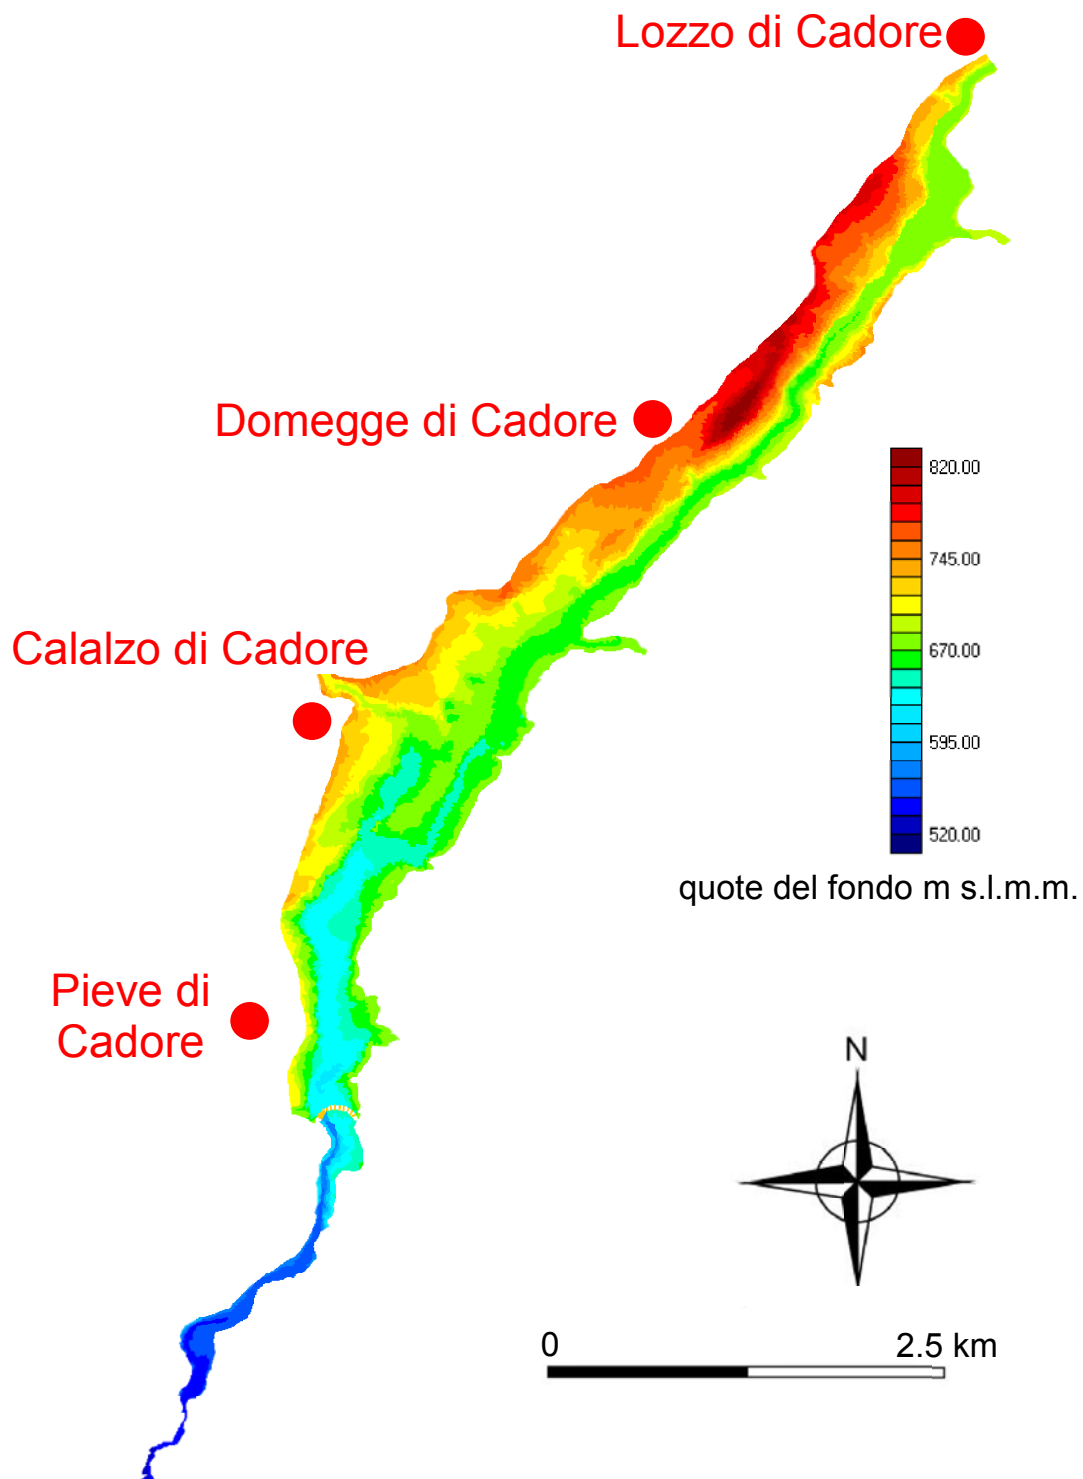 Lozzo di Cadore
Domegge di Cadore
820.00
745.00
Calalzo di Cadore
670.00
595.00
520.00
quote del fondo m s.l.m.m.
Pieve di
Cadore
N
0
2.5 km